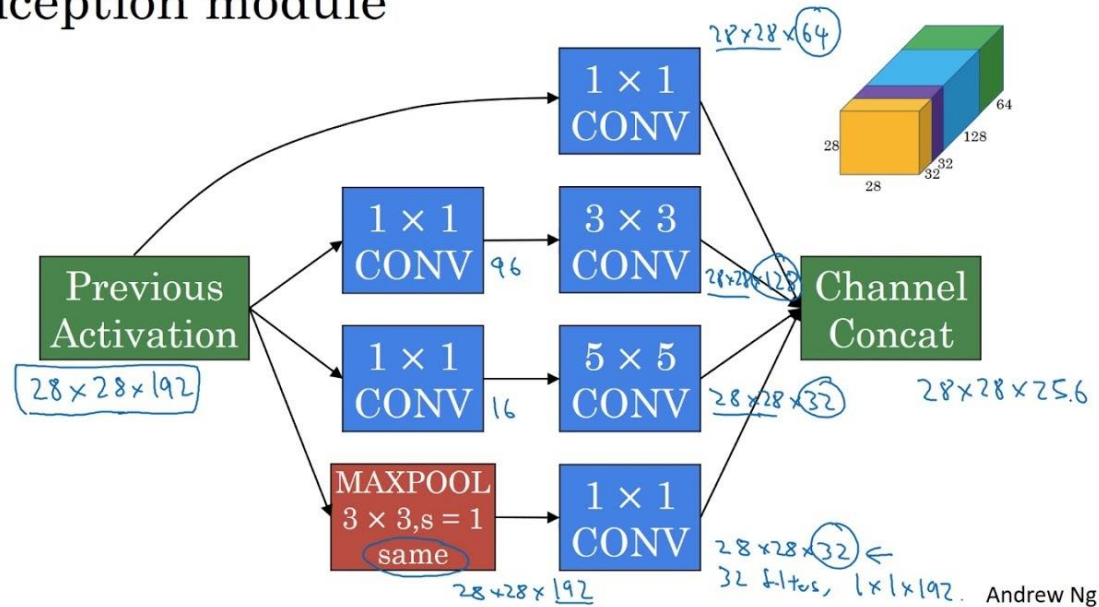 ception module
28×28×64
1 × 1
CONV
64
128
32
32
28
28
1 × 1
CONV
96
3 × 3
CONV
28×28×128
Previous
Activation
28×28×192
Channel
Concat
28×28×256
1 × 1
CONV
16
5 × 5
CONV
28×28×32
MAXPOOL
3 × 3,s = 1
same
28×28×192
1 × 1
CONV
28×28×32 ←
32 filters, 1×1×192.
Andrew Ng